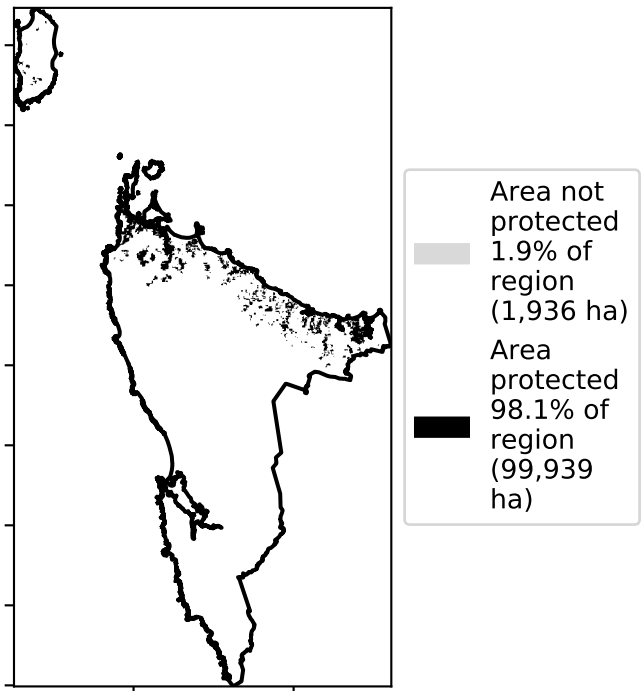 Area not
protected
1.9% of
region
(1,936 ha)
Area
protected
98.1% of
region
(99,939
ha)